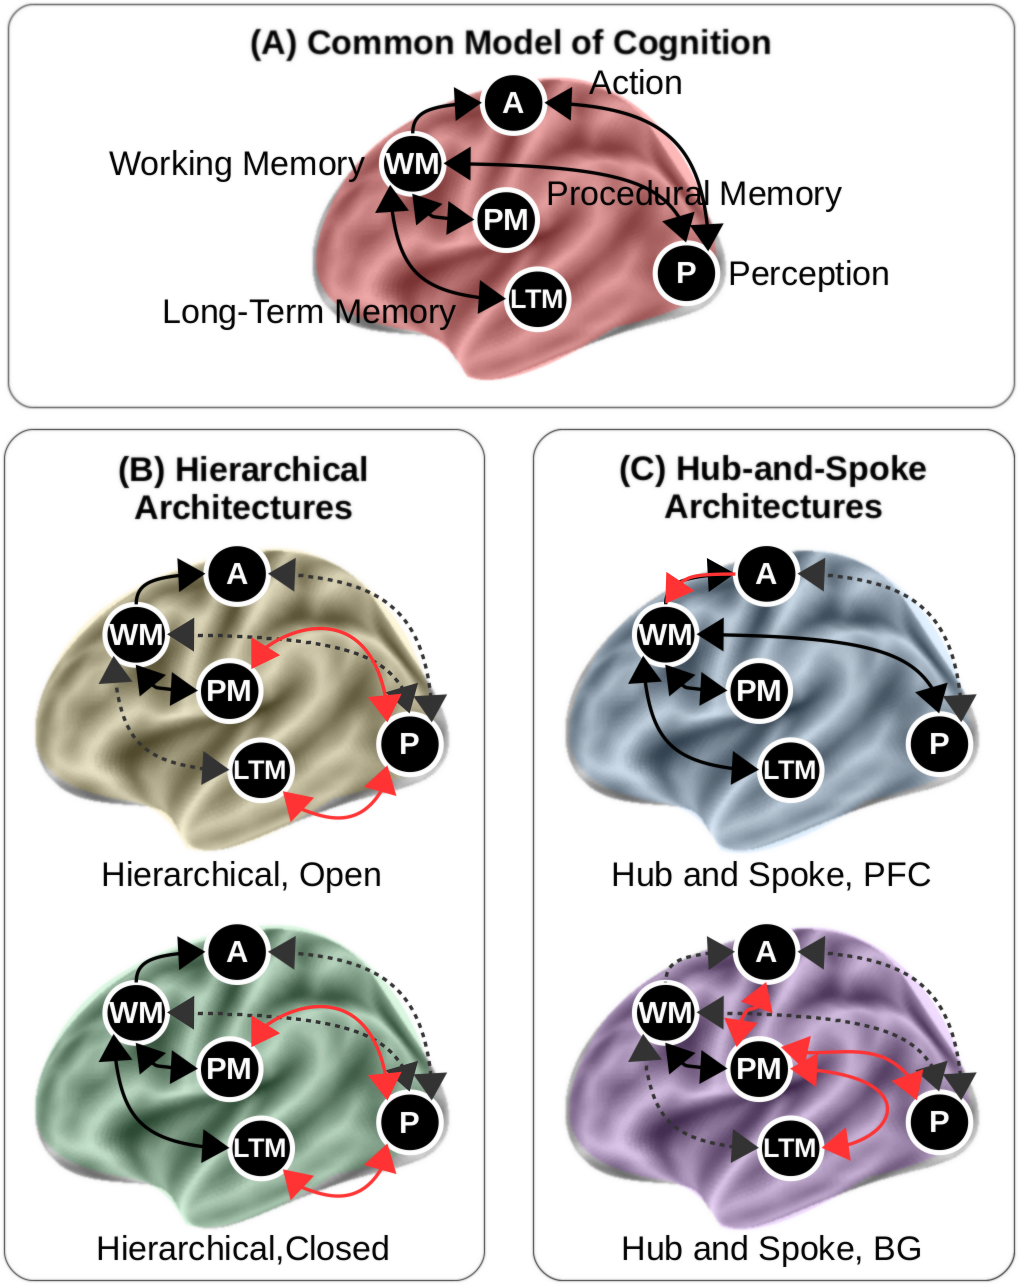 (A) Common Model of Cognition
Action
A
Working Memory
WM
Procedural Memory
PM
P
Perception
Long-Term Memory
LTM
(B) Hierarchical
Architectures
A
WM
PM
P
LTM
Hierarchical, Open
A
WM
PM
P
LTM
Hierarchical,Closed
(C) Hub-and-Spoke
Architectures
A
WM
PM
P
LTM
Hub and Spoke, PFC
A
WM
PM
P
LTM
Hub and Spoke, BG